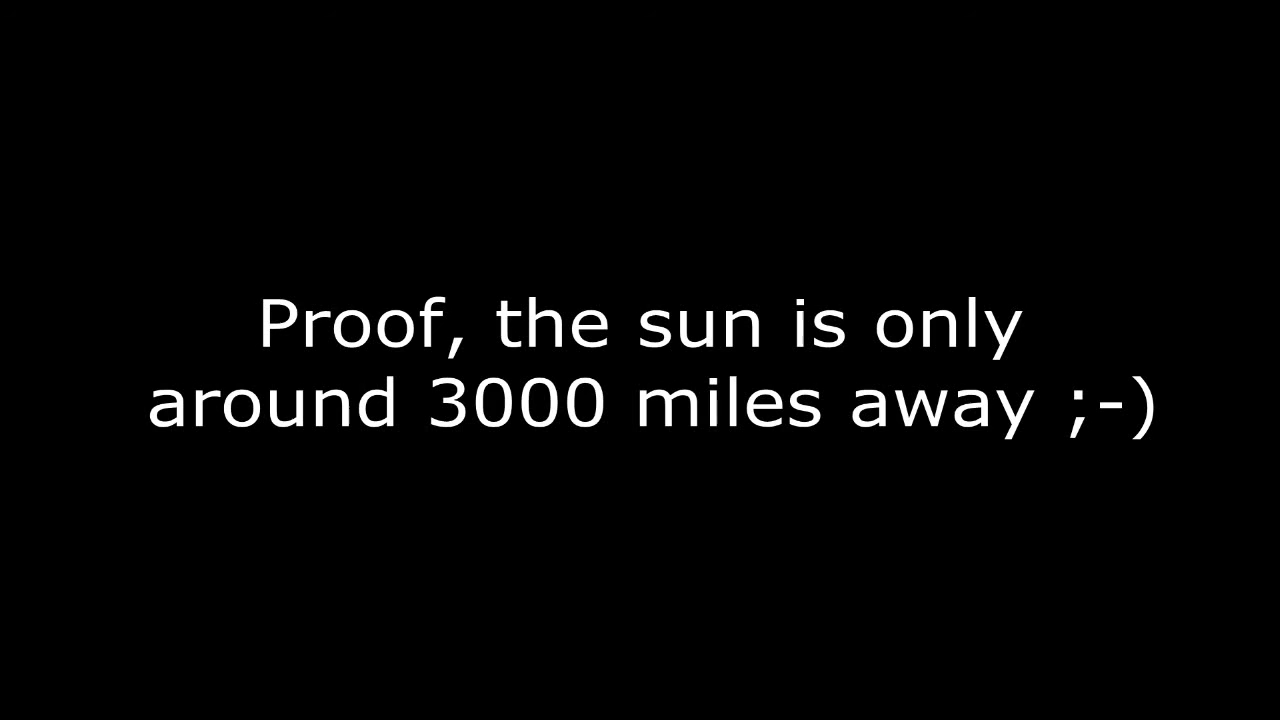 Proof, the sun is only
around 3000 miles away ;-)